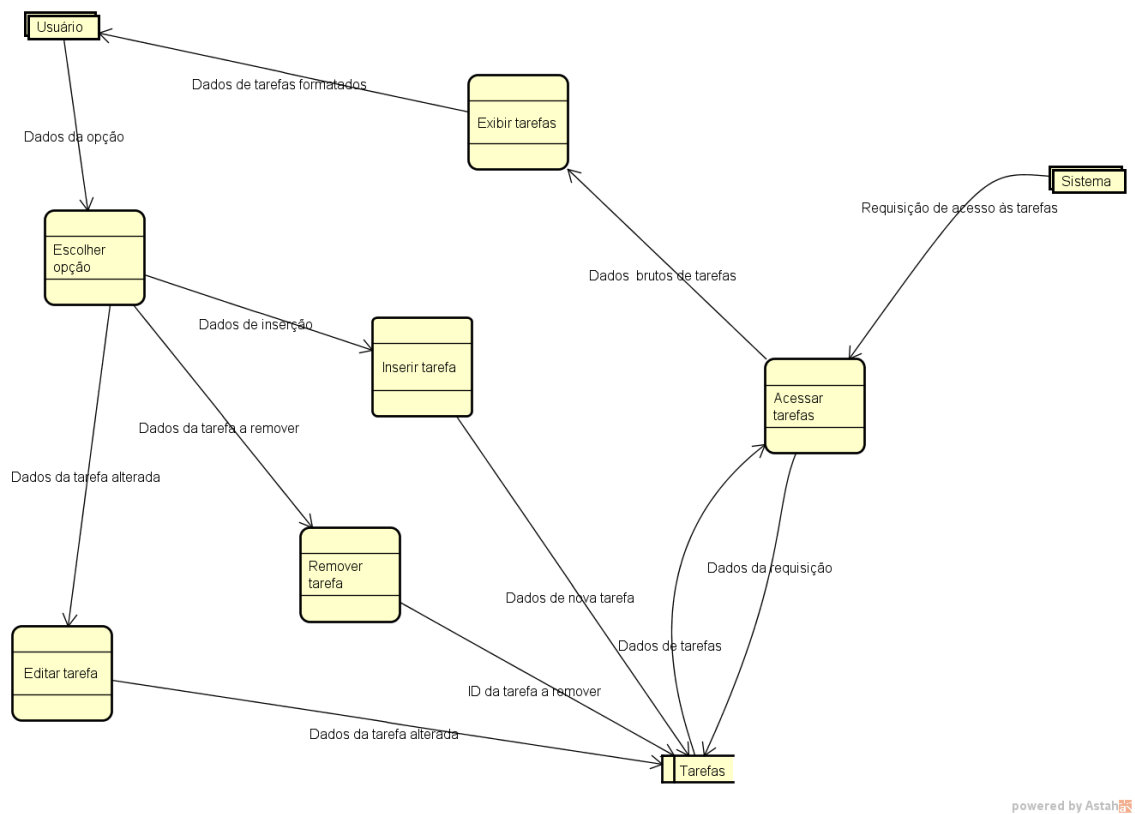 Usuário
Dados de tarefas formatados
Exibir tarefas
Dados da opção
Sistema
Requisição de acesso às tarefas
Escolher
opção
Dados  brutos de tarefas
Dados de inserção
Inserir tarefa
Acessar
tarefas
Dados da tarefa a remover
Dados da tarefa alterada
Remover
tarefa
Dados da requisição
Dados de nova tarefa
Dados de tarefas
Editar tarefa
ID da tarefa a remover
Dados da tarefa alterada
Tarefas
powered by Astah